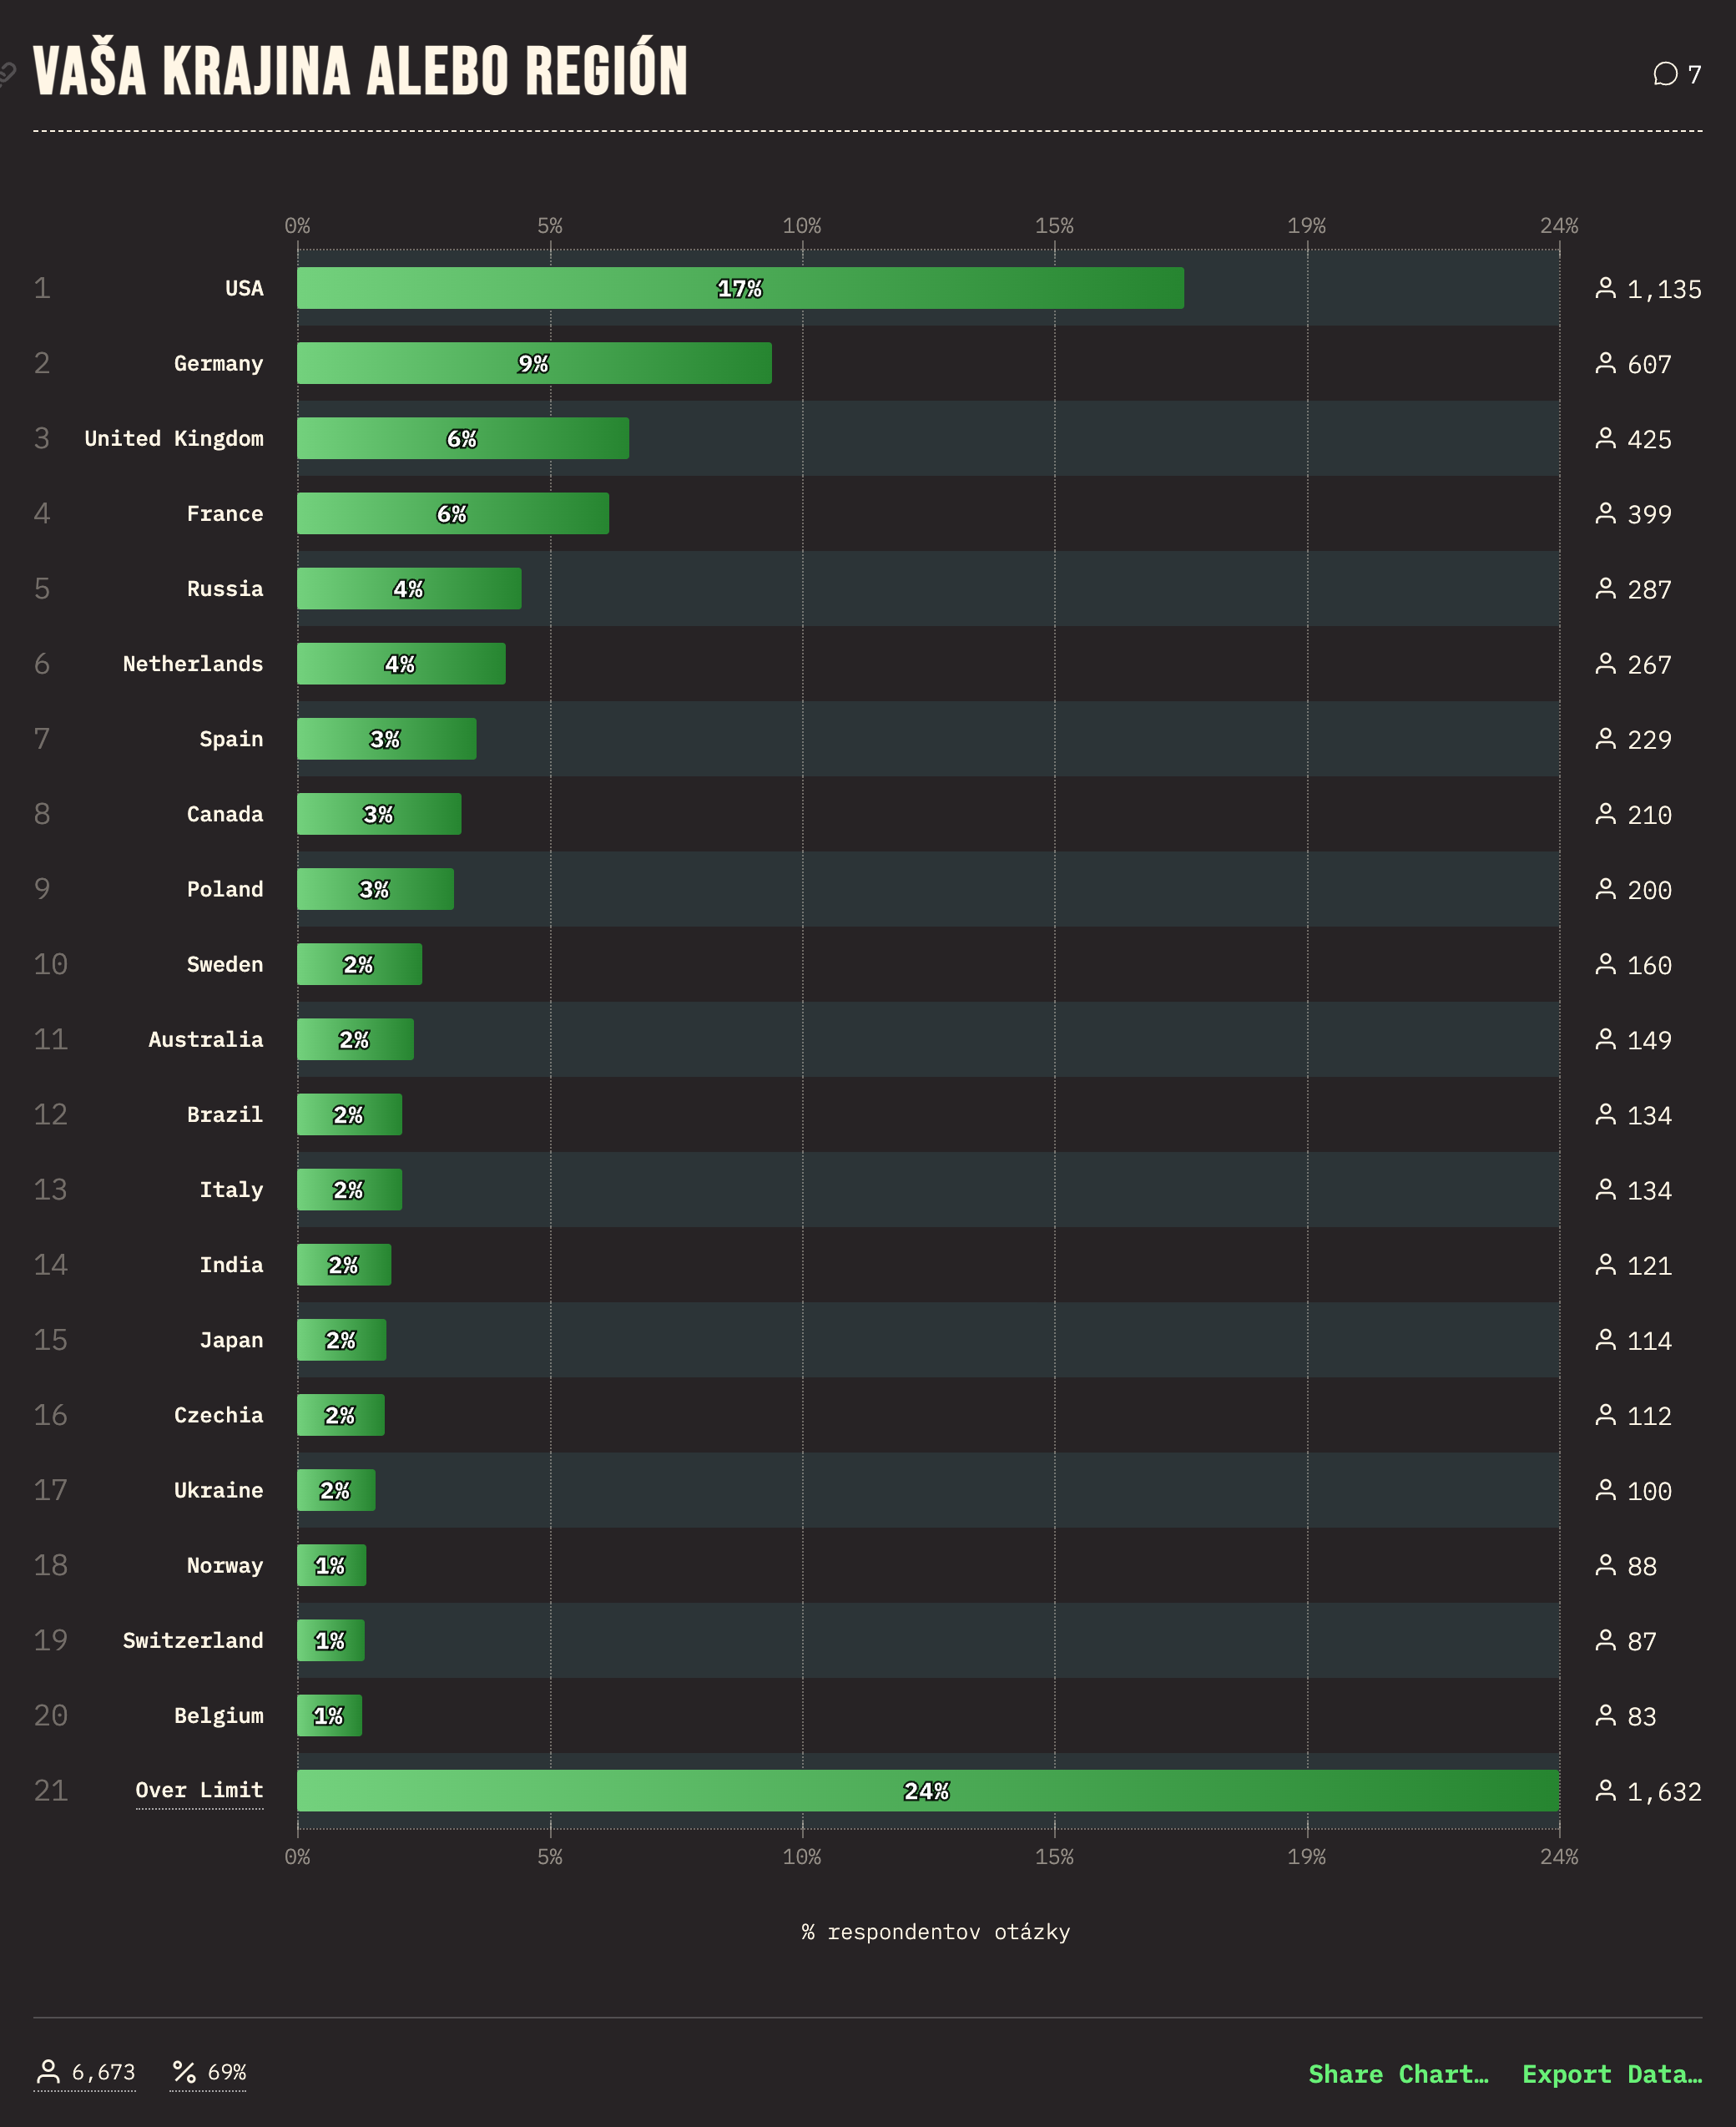 VAŠA KRAJINA ALEBO REGIÓN
7
0% 5% 10% 15% 19% 24%
1 USA 17% 1,135
2 Germany 9% 607
3 United Kingdom 6% 425
4 France 6% 399
5 Russia 4% 287
6 Netherlands 4% 267
7 Spain 3% 229
8 Canada 3% 210
9 Poland 3% 200
10 Sweden 2% 160
11 Australia 2% 149
12 Brazil 2% 134
13 Italy 2% 134
14 India 2% 121
15 Japan 2% 114
16 Czechia 2% 112
17 Ukraine 2% 100
18 Norway 1% 88
19 Switzerland 1% 87
20 Belgium 1% 83
21 Over Limit 24% 1,632
0% 5% 10% 15% 19% 24%
% respondentov otázky
6,673 69% Share Chart… Export Data…